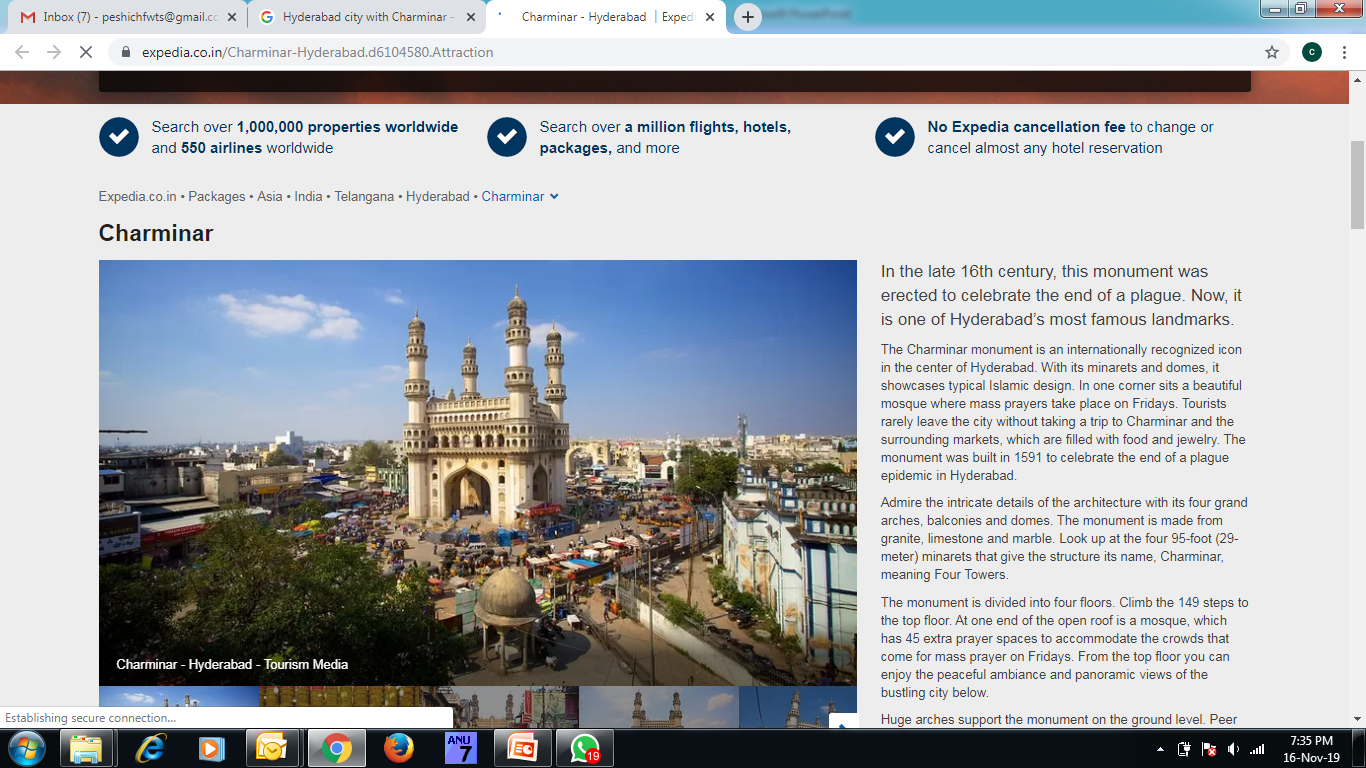 Inbox (7) - peshichfwts@gmail.co
Hyderabad city with Charminar -
Charminar - Hyderabad | Expedi
expedia.co.in/Charminar-Hyderabad.d6104580.Attraction
c
Search over 1,000,000 properties worldwide
and 550 airlines worldwide
Search over a million flights, hotels,
packages, and more
No Expedia cancellation fee to change or
cancel almost any hotel reservation
Expedia.co.in • Packages • Asia • India • Telangana • Hyderabad • Charminar
Charminar
In the late 16th century, this monument was
erected to celebrate the end of a plague. Now, it
is one of Hyderabad’s most famous landmarks.
The Charminar monument is an internationally recognized icon
in the center of Hyderabad. With its minarets and domes, it
showcases typical Islamic design. In one corner sits a beautiful
mosque where mass prayers take place on Fridays. Tourists
rarely leave the city without taking a trip to Charminar and the
surrounding markets, which are filled with food and jewelry. The
monument was built in 1591 to celebrate the end of a plague
epidemic in Hyderabad.
Admire the intricate details of the architecture with its four grand
arches, balconies and domes. The monument is made from
granite, limestone and marble. Look up at the four 95-foot (29-
meter) minarets that give the structure its name, Charminar,
meaning Four Towers.
The monument is divided into four floors. Climb the 149 steps to
the top floor. At one end of the open roof is a mosque, which
has 45 extra prayer spaces to accommodate the crowds that
come for mass prayer on Fridays. From the top floor you can
enjoy the peaceful ambiance and panoramic views of the
bustling city below.
Huge arches support the monument on the ground level. Peer
Charminar - Hyderabad - Tourism Media
Establishing secure connection...
ANU
7
19
7:35 PM
16-Nov-19